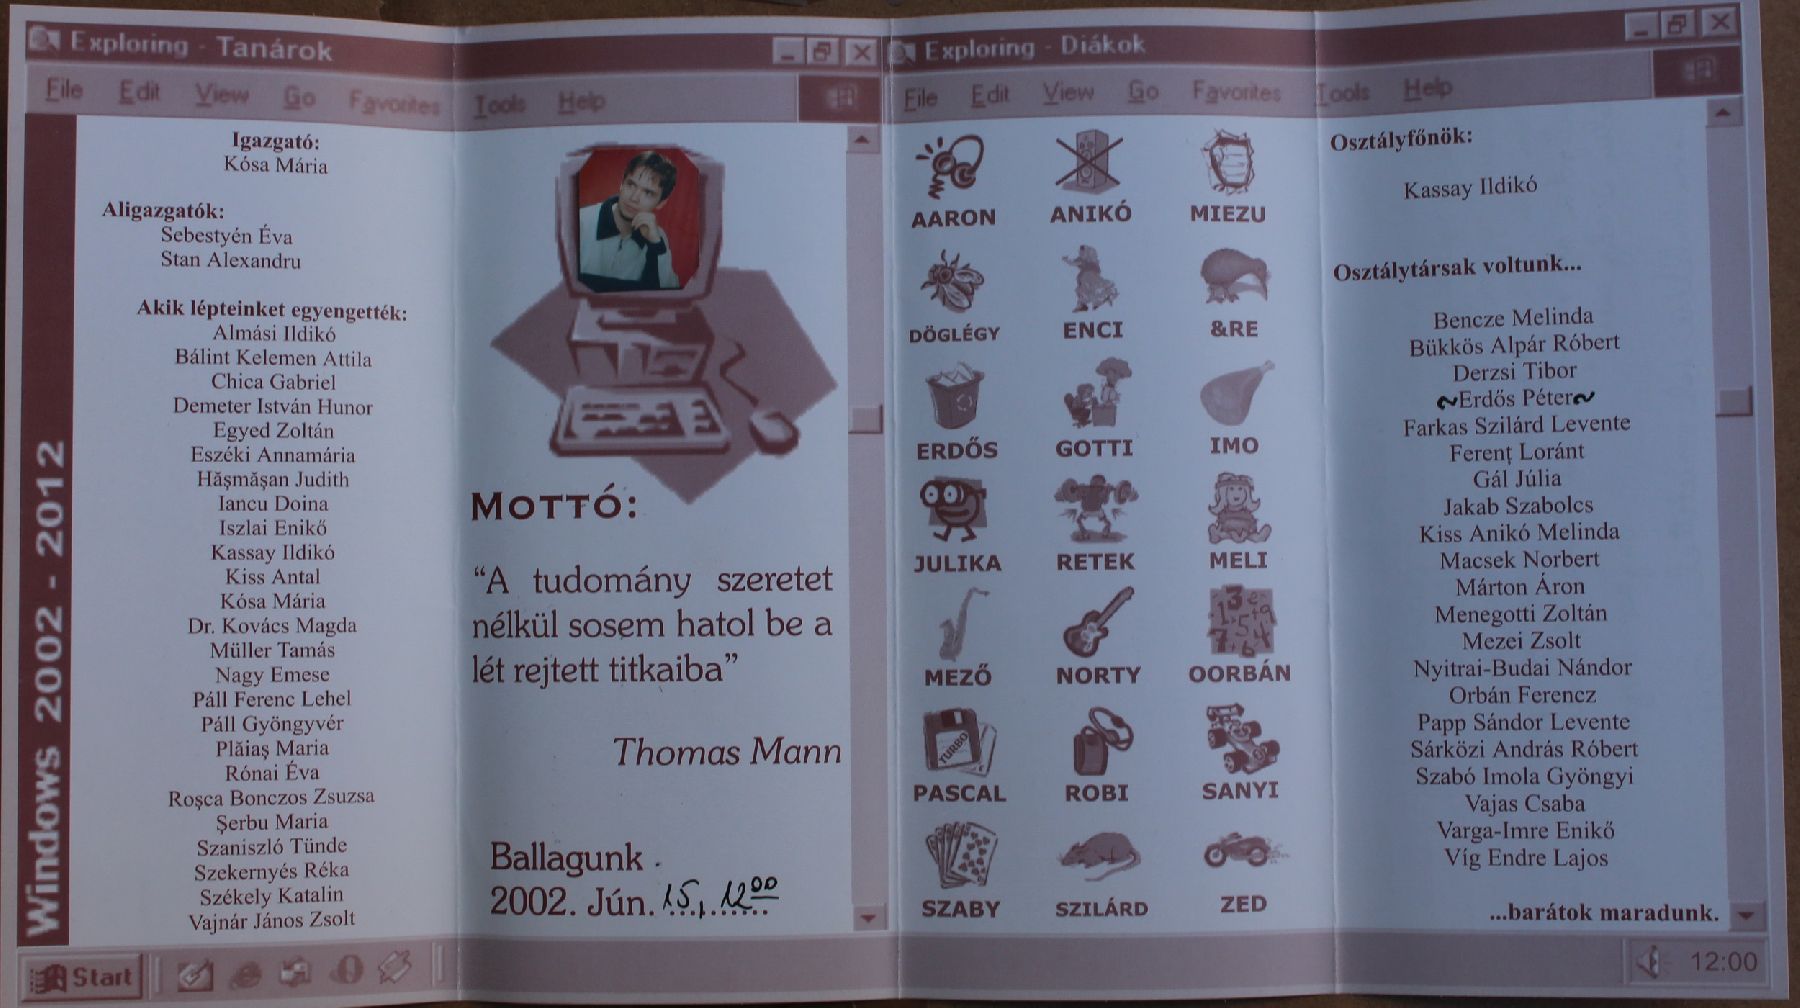 Exploring - Tanárok
File Edit View Go Favorites Tools Help
Windows 2002 - 2012
Igazgató:
Kósa Mária
Aligazgatók:
Sebestyén Éva
Stan Alexandru
Akik lépteinket egyengették:
Almási Ildikó
Bálint Kelemen Attila
Chica Gabriel
Demeter István Hunor
Egyed Zoltán
Eszéki Annamária
Hăşmăşan Judith
Iancu Doina
Iszlai Enikő
Kassay Ildikó
Kiss Antal
Kósa Mária
Dr. Kovács Magda
Müller Tamás
Nagy Emese
Páll Ferenc Lehel
Páll Gyöngyvér
Plăiaş Maria
Rónai Éva
Roşca Bonczos Zsuzsa
Şerbu Maria
Szaniszló Tünde
Szekernyés Réka
Székely Katalin
Vajnár János Zsolt
Start
MOTTÓ:
“A tudomány szeretet
nélkül sosem hatol be a
lét rejtett titkaiba”
Thomas Mann
Ballagunk
2002. Jún. 15, 12⁰⁰
Exploring - Diákok
File Edit View Go Favorites Tools Help
AARON ANIKÓ MIEZU
DÖGLÉGY ENCI &RE
ERDŐS GOTTI IMO
JULIKA RETEK MELI
MEZŐ NORTY OORBÁN
TURBO
PASCAL ROBI SANYI
SZABY SZILÁRD ZED
Osztályfőnök:
Kassay Ildikó
Osztálytársak voltunk...
Bencze Melinda
Bükkös Alpár Róbert
Derzsi Tibor
~Erdős Péter~
Farkas Szilárd Levente
Ferenţ Loránt
Gál Júlia
Jakab Szabolcs
Kiss Anikó Melinda
Macsek Norbert
Márton Áron
Menegotti Zoltán
Mezei Zsolt
Nyitrai-Budai Nándor
Orbán Ferencz
Papp Sándor Levente
Sárközi András Róbert
Szabó Imola Gyöngyi
Vajas Csaba
Varga-Imre Enikő
Víg Endre Lajos
...barátok maradunk.
12:00